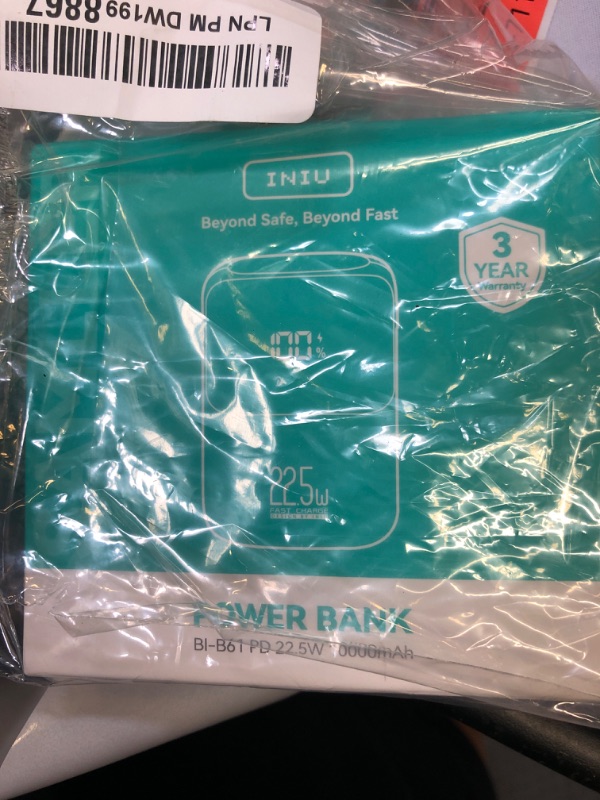 LPN PM DW199 8867
INIU
Beyond Safe, Beyond Fast
3
YEAR
Warranty
100%
22.5W
FAST CHARGE
POWER BANK
BI-B61 PD 22.5W 0000mAh